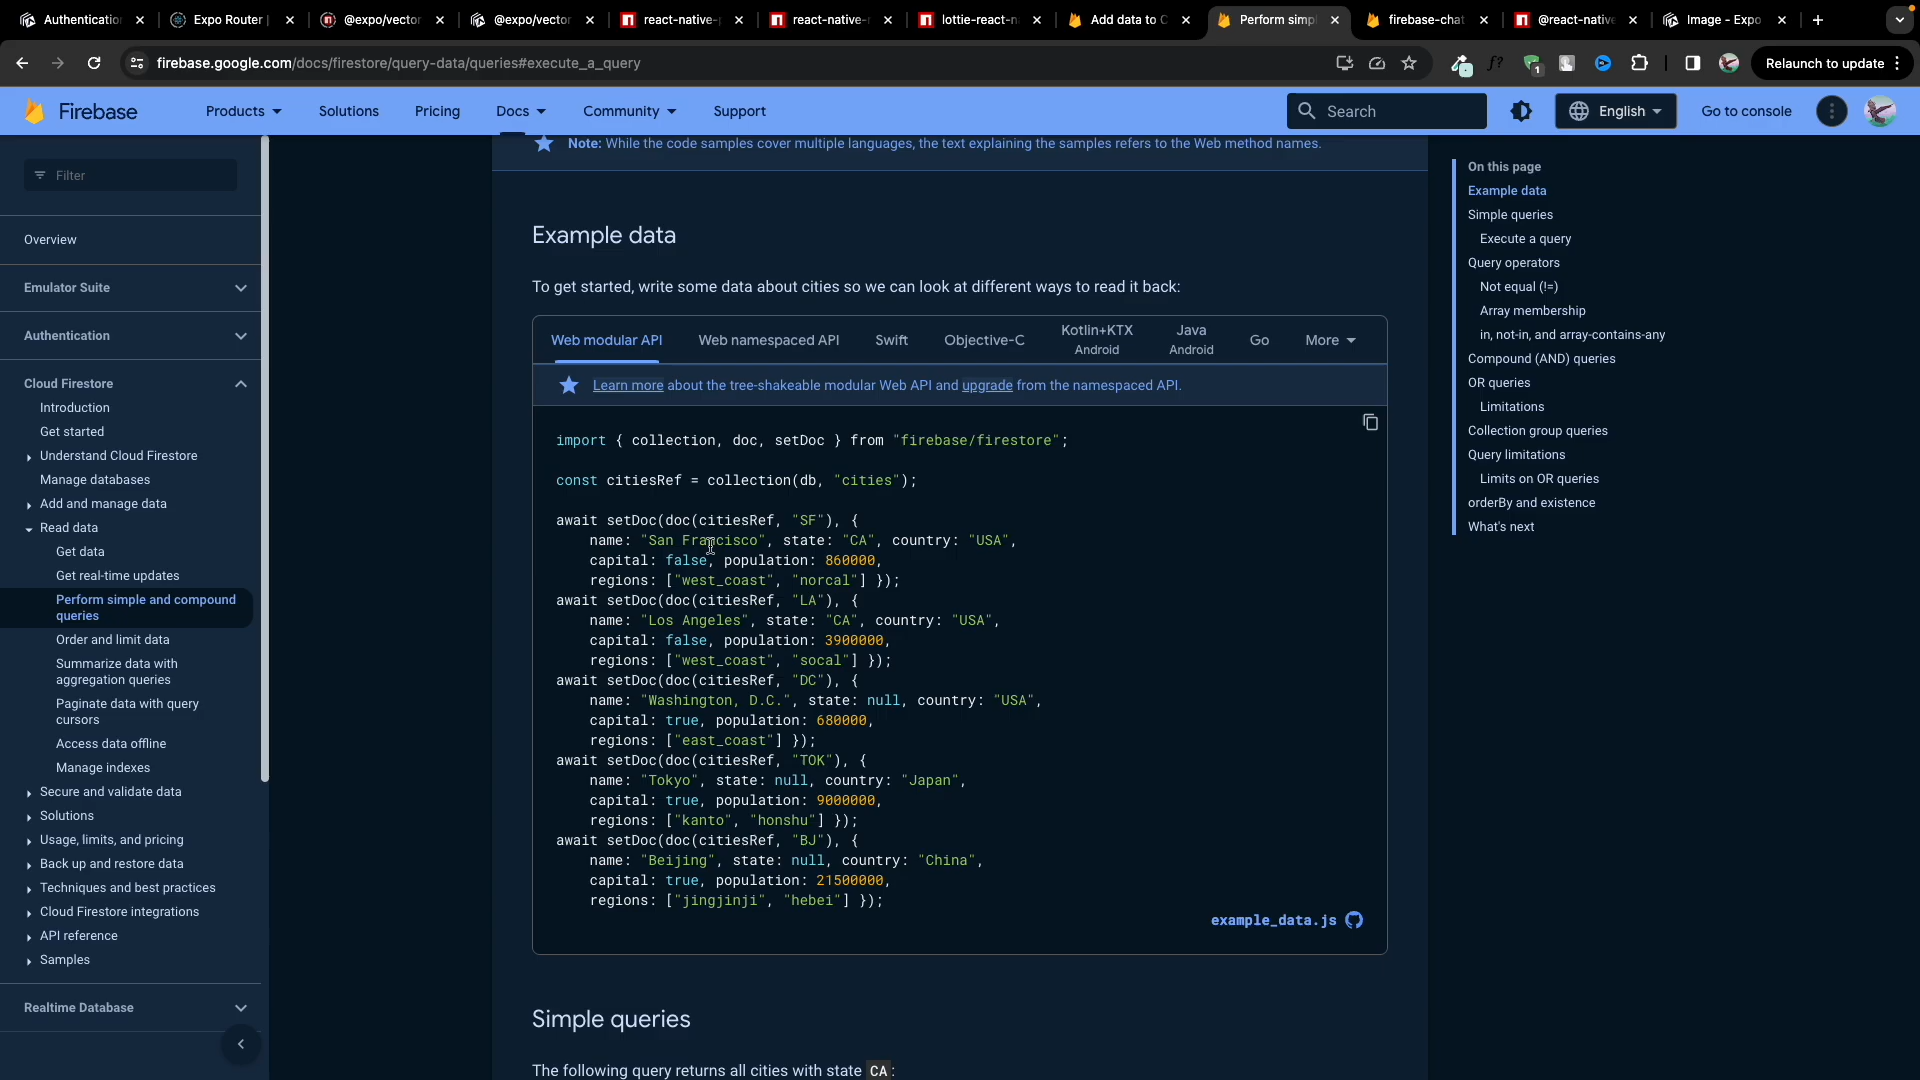 Authentication
Expo Router
@expo/vector
@expo/vector
react-native-
react-native-
lottie-react-n
Add data to C
Perform simp
firebase-chat
@react-native
Image - Expo
firebase.google.com/docs/firestore/query-data/queries#execute_a_query
1
Relaunch to update
Firebase
Products
Solutions
Pricing
Docs
Community
Support
Search
English
Go to console
Filter
Overview
Emulator Suite
Authentication
Cloud Firestore
Introduction
Get started
Understand Cloud Firestore
Manage databases
Add and manage data
Read data
Get data
Get real-time updates
Perform simple and compound
queries
Order and limit data
Summarize data with
aggregation queries
Paginate data with query
cursors
Access data offline
Manage indexes
Secure and validate data
Solutions
Usage, limits, and pricing
Back up and restore data
Techniques and best practices
Cloud Firestore integrations
API reference
Samples
Realtime Database
Note: While the code samples cover multiple languages, the text explaining the samples refers to the Web method names.
Example data
To get started, write some data about cities so we can look at different ways to read it back:
Web modular API
Web namespaced API
Swift
Objective-C
Kotlin+KTX
Android
Java
Android
Go
More
Learn more about the tree-shakeable modular Web API and upgrade from the namespaced API.
import { collection, doc, setDoc } from "firebase/firestore";
const citiesRef = collection(db, "cities");
await setDoc(doc(citiesRef, "SF"), {
name: "San Francisco", state: "CA", country: "USA",
capital: false, population: 860000,
regions: ["west_coast", "norcal"] });
await setDoc(doc(citiesRef, "LA"), {
name: "Los Angeles", state: "CA", country: "USA",
capital: false, population: 3900000,
regions: ["west_coast", "socal"] });
await setDoc(doc(citiesRef, "DC"), {
name: "Washington, D.C.", state: null, country: "USA",
capital: true, population: 680000,
regions: ["east_coast"] });
await setDoc(doc(citiesRef, "TOK"), {
name: "Tokyo", state: null, country: "Japan",
capital: true, population: 9000000,
regions: ["kanto", "honshu"] });
await setDoc(doc(citiesRef, "BJ"), {
name: "Beijing", state: null, country: "China",
capital: true, population: 21500000,
regions: ["jingjinji", "hebei"] });
example_data.js
Simple queries
The following query returns all cities with state CA:
On this page
Example data
Simple queries
Execute a query
Query operators
Not equal (!=)
Array membership
in, not-in, and array-contains-any
Compound (AND) queries
OR queries
Limitations
Collection group queries
Query limitations
Limits on OR queries
orderBy and existence
What's next